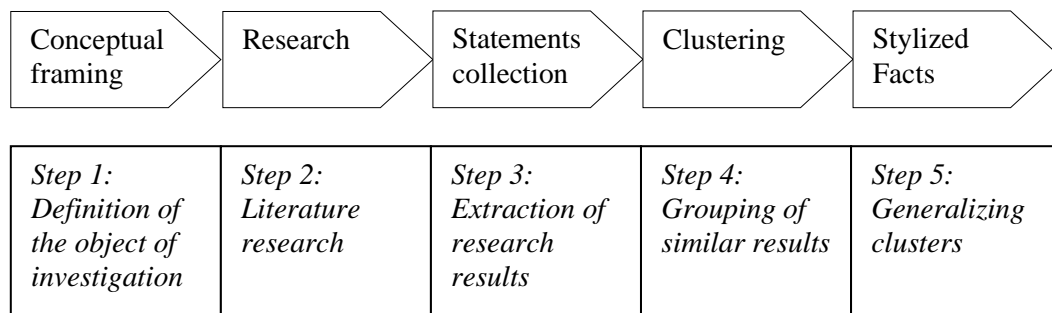 Conceptual
framing
Research
Statements
collection
Clustering
Stylized
Facts
Step 1:
Definition of
the object of
investigation
Step 2:
Literature
research
Step 3:
Extraction of
research
results
Step 4:
Grouping of
similar results
Step 5:
Generalizing
clusters